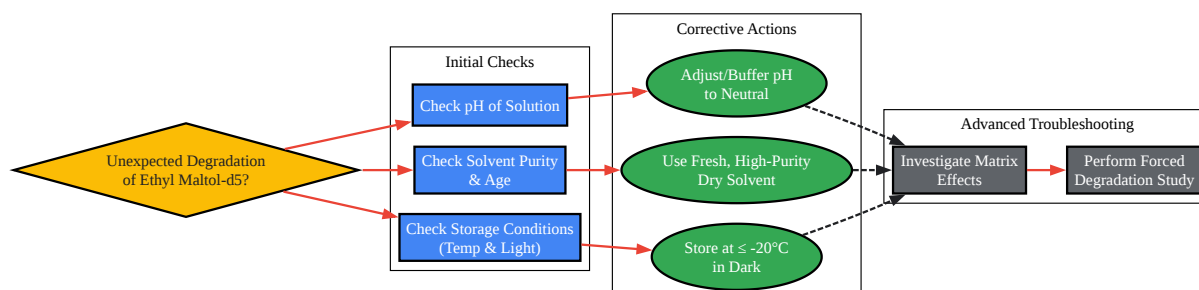 Unexpected Degradation
of Ethyl Maltol-d5?
Initial Checks
Check pH of Solution
Check Solvent Purity
& Age
Check Storage Conditions
(Temp & Light)
Corrective Actions
Adjust/Buffer pH
to Neutral
Use Fresh, High-Purity
Dry Solvent
Store at ≤ -20°C
in Dark
Advanced Troubleshooting
Investigate Matrix
Effects
Perform Forced
Degradation Study